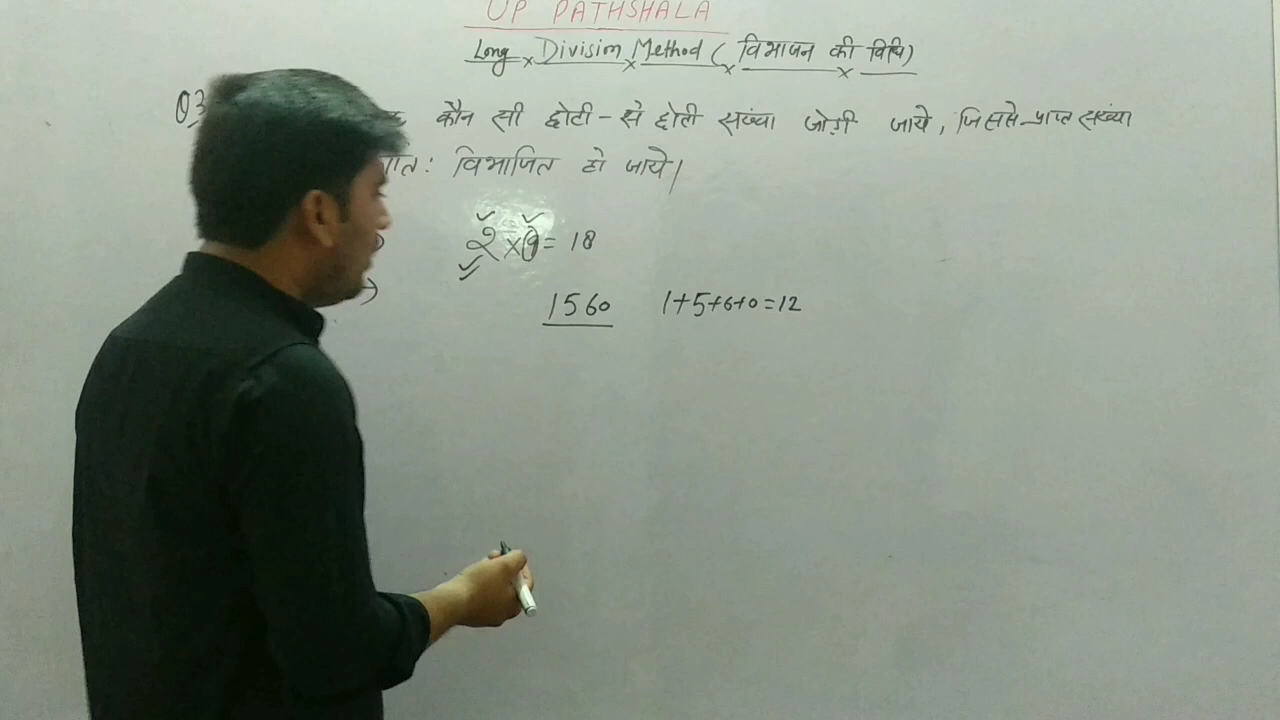 UP PATHSHALA
Long Division Method ( विभाजन की विधि)
Q3 कौन सी छोटी-से छोटी संख्या जोड़ी जाये, जिससे प्राप्त संख्या
विभाजित हो जाये।
2 x 9 = 18
1560 1+5+6+0=12